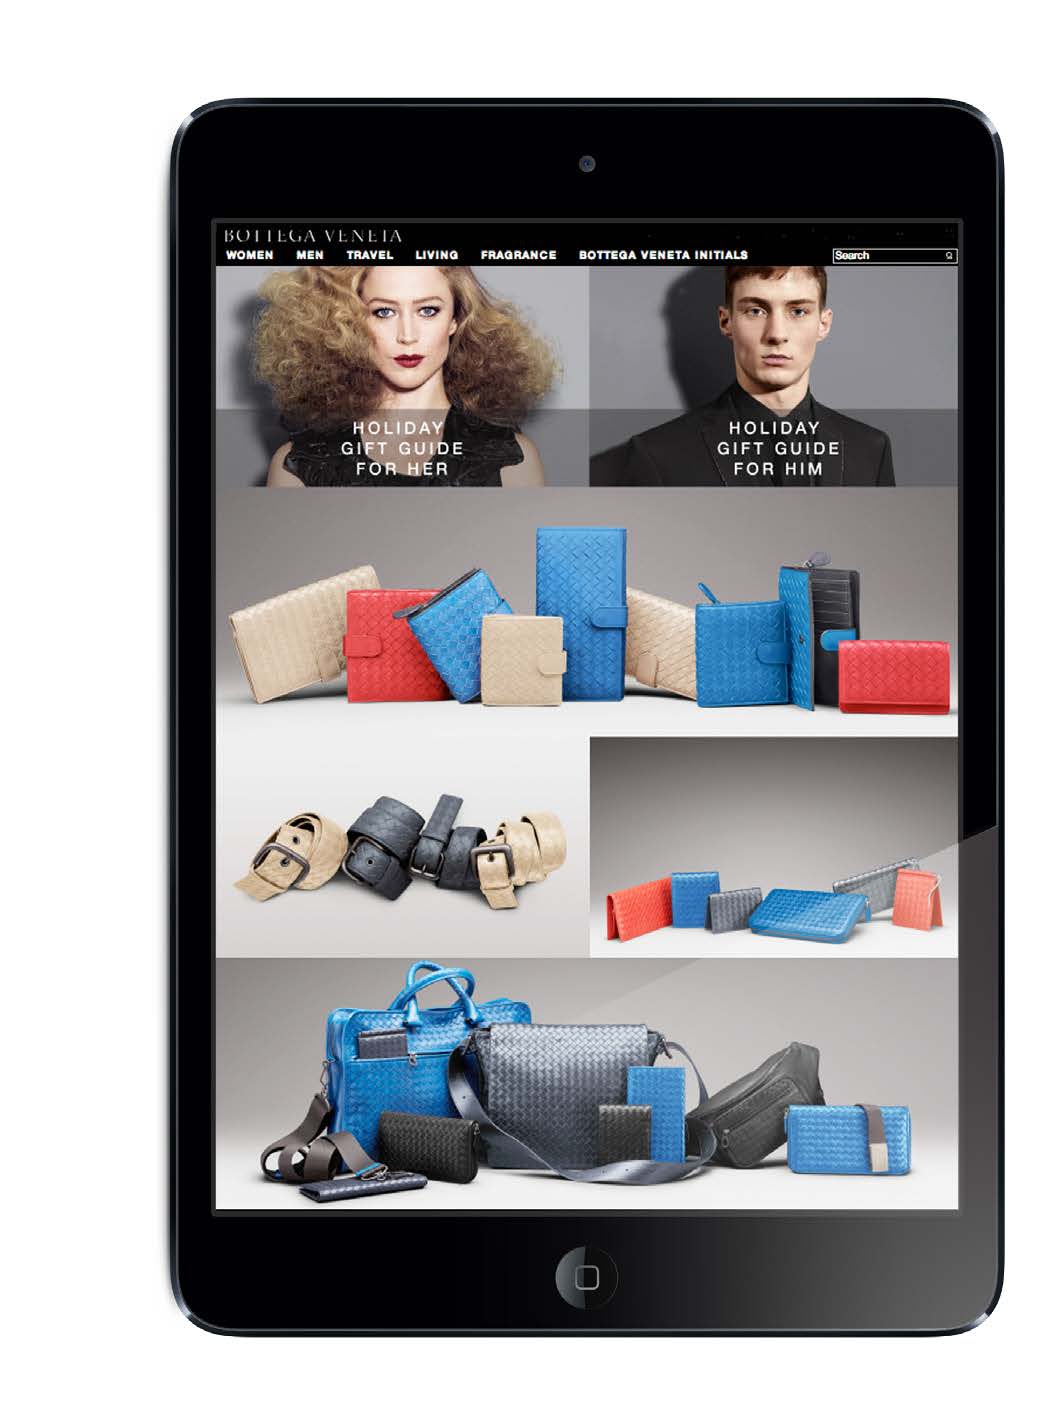 BOTTEGA VENETA
WOMEN MEN TRAVEL LIVING FRAGRANCE BOTTEGA VENETA INITIALS Search
HOLIDAY
GIFT GUIDE
FOR HER
HOLIDAY
GIFT GUIDE
FOR HIM